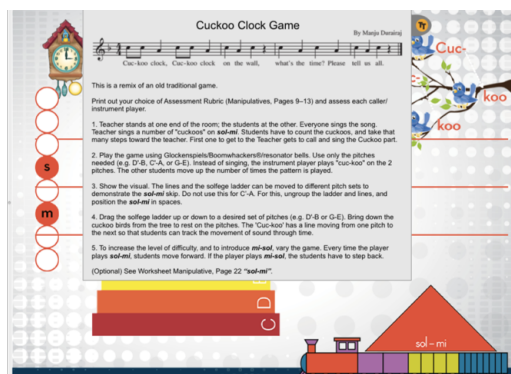 Cuckoo Clock Game
By Manju Durairaj
Cuc-koo clock, Cuc-koo clock on the wall, what's the time? Please tell us all.
This is a remix of an old traditional game.
Print out your choice of Assessment Rubric (Manipulatives, Pages 9–13) and assess each caller/
instrument player.
1. Teacher stands at one end of the room; the students at the other. Everyone sings the song.
Teacher sings a number of "cuckoos" on sol-mi. Students have to count the cuckoos, and take that
many steps toward the teacher. First one to get to the Teacher gets to call and sing the Cuckoo part.
2. Play the game using Glockenspiels/Boomwhackers®/resonator bells. Use only the pitches
needed (e.g. D'-B, C'-A, or G-E). Instead of singing, the instrument player plays "cuc-koo" on the 2
pitches. The other students move up the number of times the pattern is played.
3. Show the visual. The lines and the solfege ladder can be moved to different pitch sets to
demonstrate the sol-mi skip. Do not use this for C'-A. For this, ungroup the ladder and lines, and
position the sol-mi in spaces.
4. Drag the solfege ladder up or down to a desired set of pitches (e.g. D'-B or G-E). Bring down the
cuckoo birds from the tree to rest on the pitches. The 'Cuc-koo' has a line moving from one pitch to
the next so that students can track the movement of sound through time.
5. To increase the level of difficulty, and to introduce mi-sol, vary the game. Every time the player
plays sol-mi, students move forward. If the player plays mi-sol, the students have to step back.
(Optional) See Worksheet Manipulative, Page 22 "sol-mi".
Cuc-
koo
koo
s
m
C D E
sol – mi